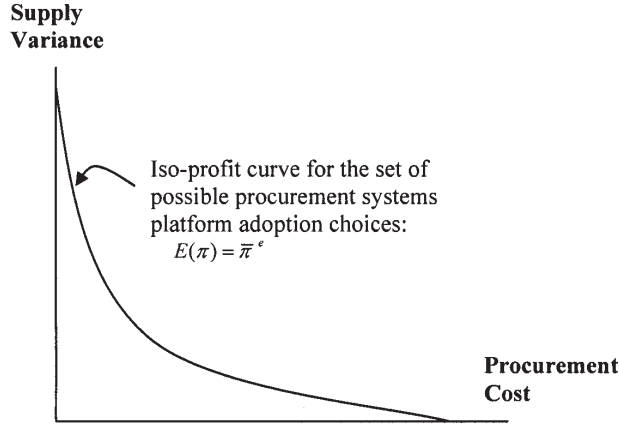 Supply
Variance
Iso-profit curve for the set of
possible procurement systems
platform adoption choices:
E(π) = π̅ ᵉ
Procurement
Cost